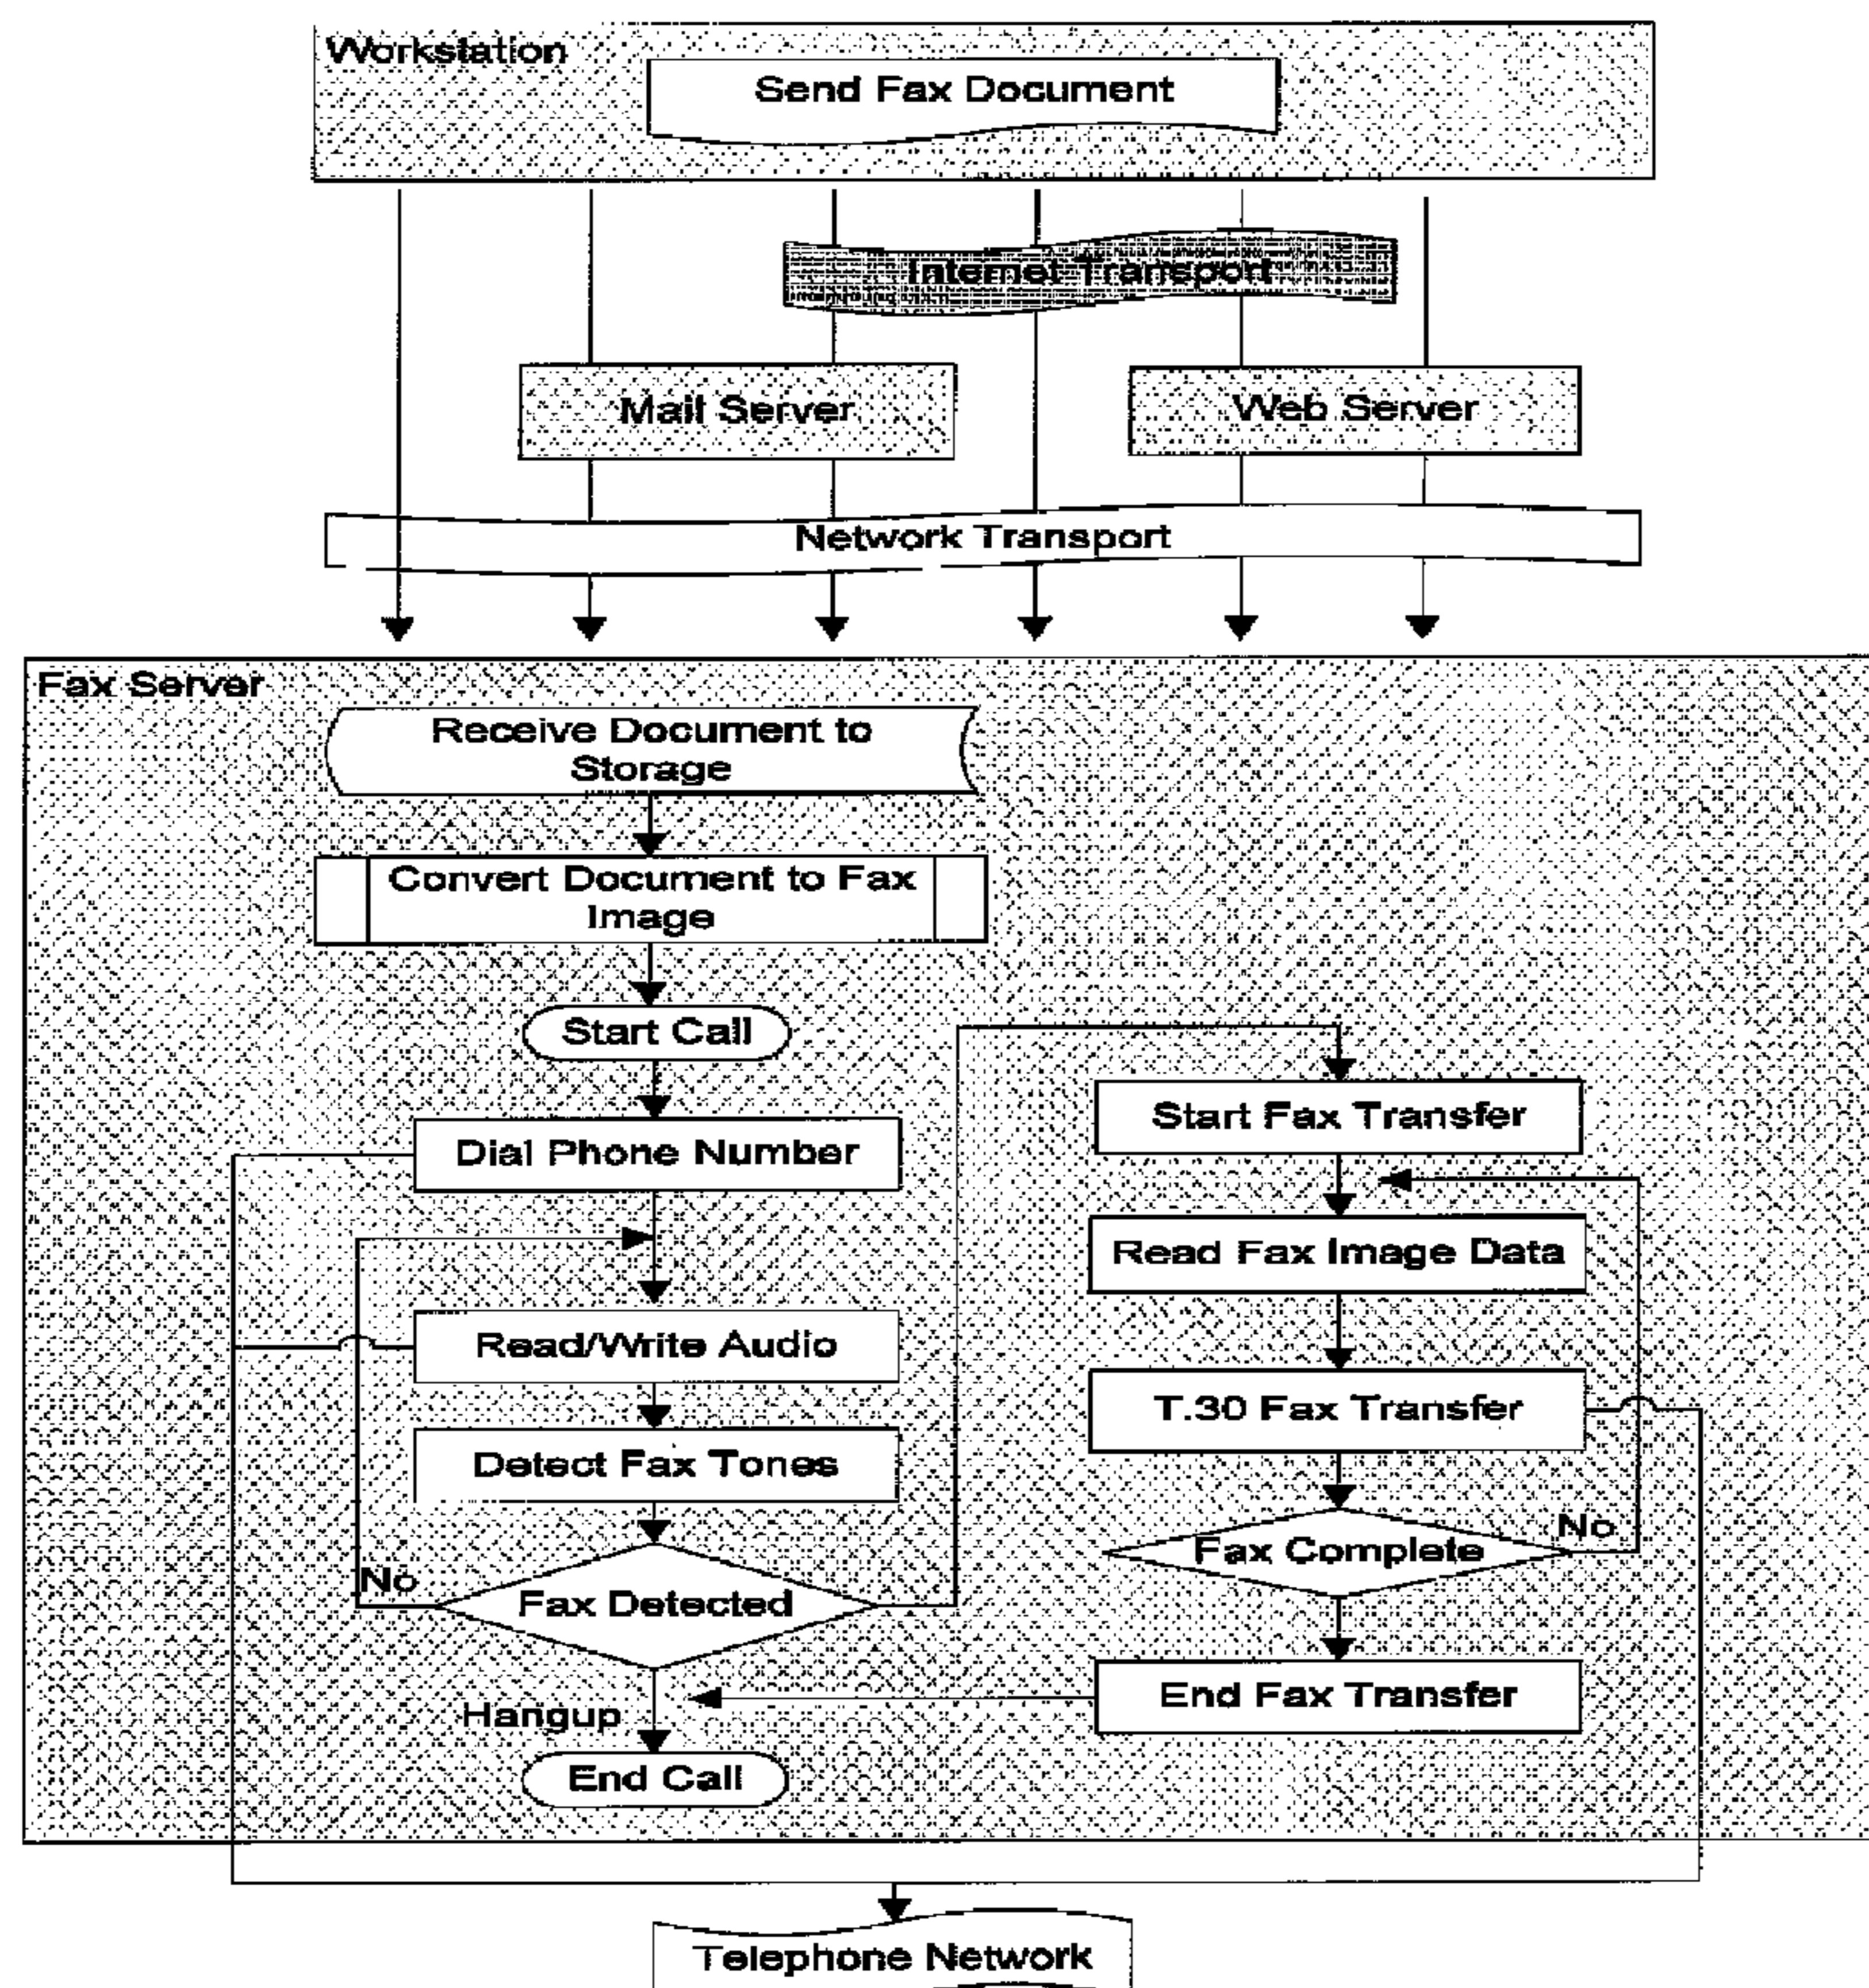 Workstation
Send Fax Document
Internet Transport
Mail Server
Web Server
Network Transport
Fax Server
Receive Document to
Storage
Convert Document to Fax
Image
Start Call
Dial Phone Number
Read/Write Audio
Detect Fax Tones
No
Fax Detected
Hangup
End Call
Start Fax Transfer
Read Fax Image Data
T.30 Fax Transfer
No
Fax Complete
End Fax Transfer
Telephone Network